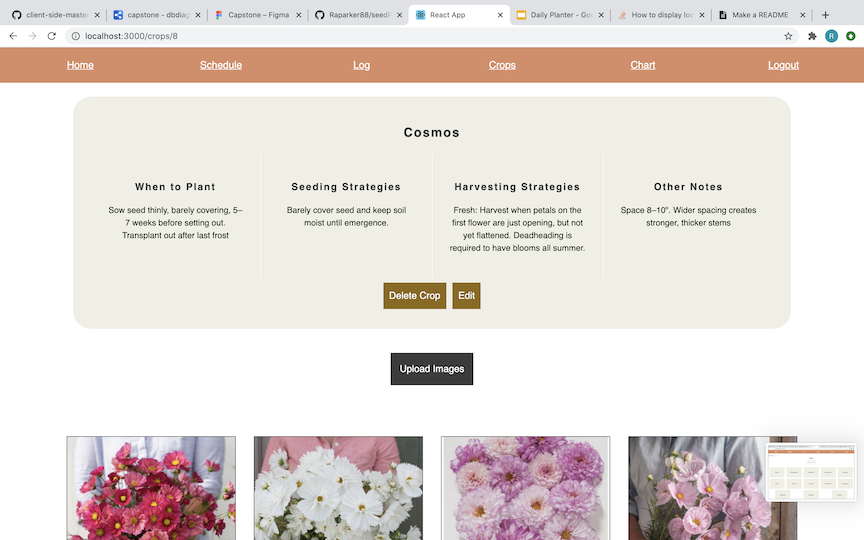 client-side-master
capstone - dbdiag
Capstone – Figma
Raparker88/seedP
React App
Daily Planter - Goo
How to display loc
Make a README
localhost:3000/crops/8
R
Home
Schedule
Log
Crops
Chart
Logout
Cosmos
When to Plant
Sow seed thinly, barely covering, 5–
7 weeks before setting out.
Transplant out after last frost
Seeding Strategies
Barely cover seed and keep soil
moist until emergence.
Harvesting Strategies
Fresh: Harvest when petals on the
first flower are just opening, but not
yet flattened. Deadheading is
required to have blooms all summer.
Other Notes
Space 8–10". Wider spacing creates
stronger, thicker stems
Delete Crop
Edit
Upload Images